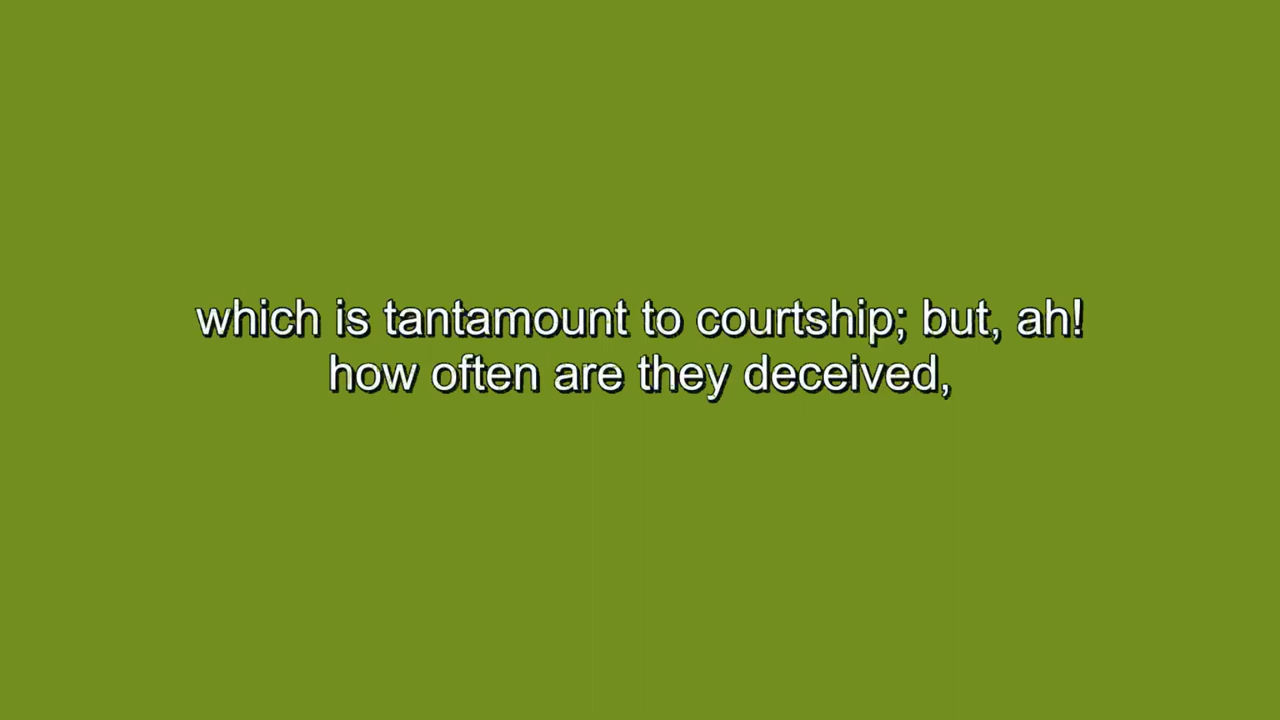 which is tantamount to courtship; but, ah!
how often are they deceived,